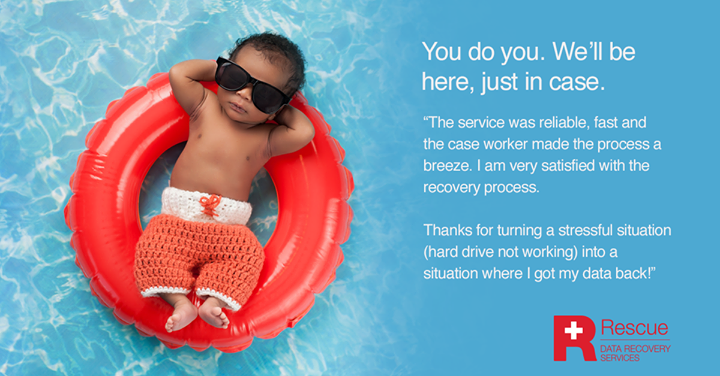 You do you. We'll be
here, just in case.
“The service was reliable, fast and
the case worker made the process a
breeze. I am very satisfied with the
recovery process.
Thanks for turning a stressful situation
(hard drive not working) into a
situation where I got my data back!”
R Rescue
DATA RECOVERY
SERVICES